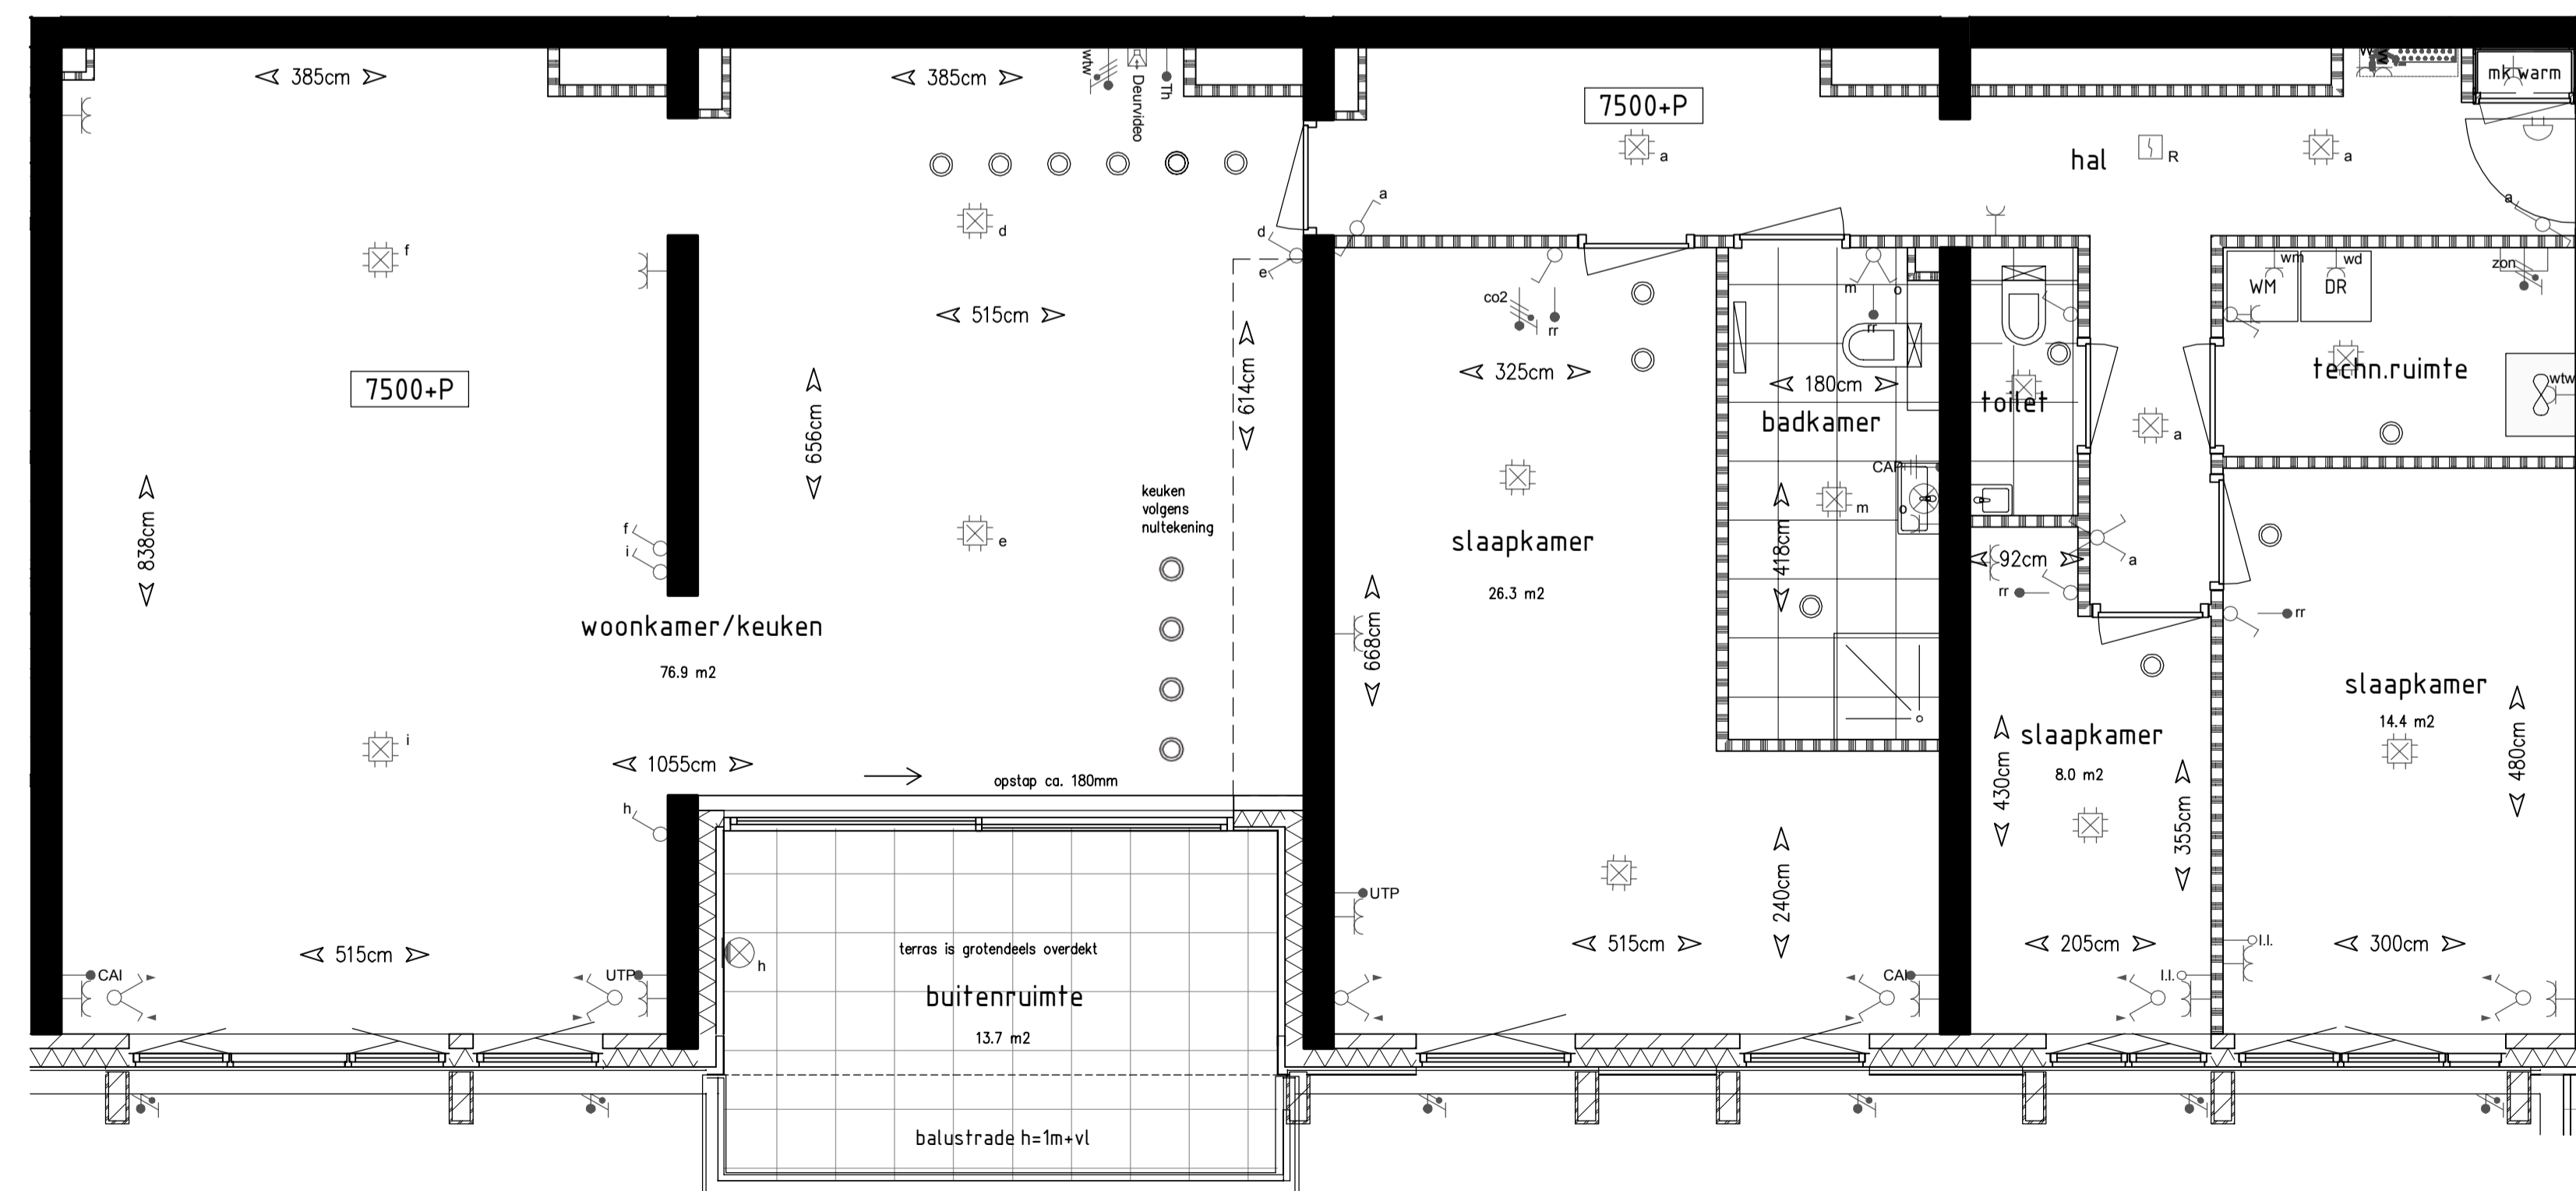 385cm
385cm
wtw
Deurvideo
Th
7500+P
a
hal
R
a
mk warm
a
a
f
d
d
e
7500+P
515cm
614cm
656cm
838cm
co2
rr
325cm
m
o
rr
180cm
badkamer
toilet
wm
wd
WM
DR
zon
techn.ruimte
wtw
a
CAI
m
o
418cm
keuken
volgens
nultekening
e
f
i
slaapkamer
26.3 m2
668cm
92cm
a
rr
rr
woonkamer/keuken
76.9 m2
i
1055cm
opstap ca. 180mm
h
slaapkamer
8.0 m2
430cm
355cm
slaapkamer
14.4 m2
480cm
240cm
UTP
515cm
205cm
300cm
l.l.
l.l.
CAI
515cm
CAI
UTP
h
terras is grotendeels overdekt
buitenruimte
13.7 m2
balustrade h=1m+vl